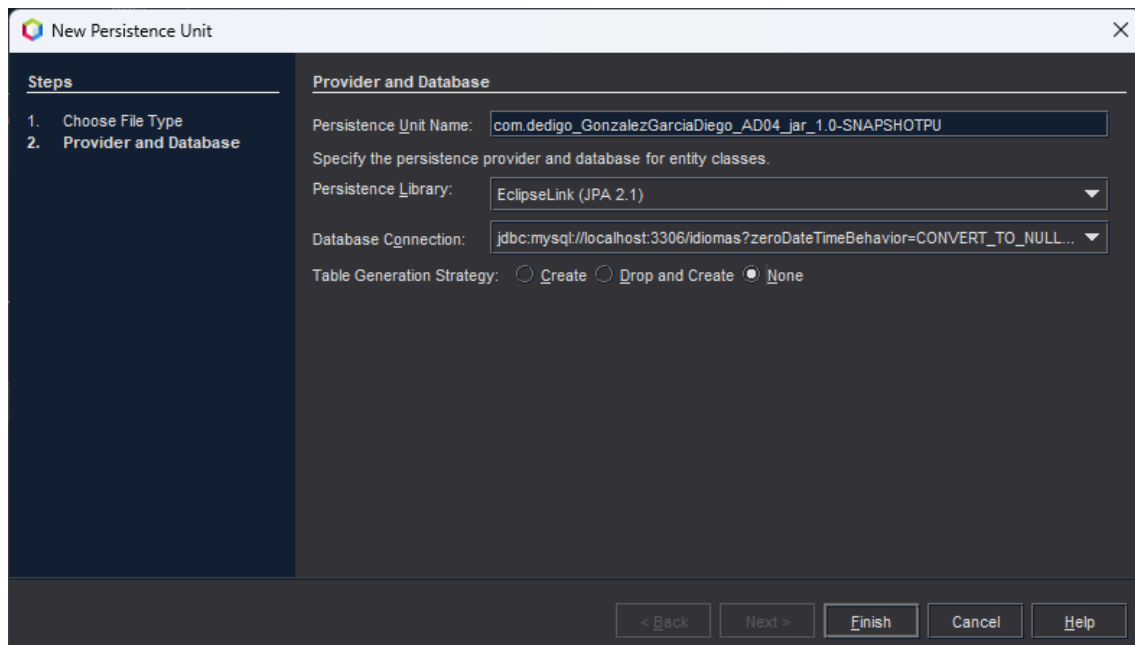 New Persistence Unit
Steps
1. Choose File Type
2. Provider and Database
Provider and Database
Persistence Unit Name: com.dedigo_GonzalezGarciaDiego_AD04_jar_1.0-SNAPSHOTPU
Specify the persistence provider and database for entity classes.
Persistence Library: EclipseLink (JPA 2.1)
Database Connection: jdbc:mysql://localhost:3306/idiomas?zeroDateTimeBehavior=CONVERT_TO_NULL...
Table Generation Strategy: Create Drop and Create None
< Back Next > Finish Cancel Help